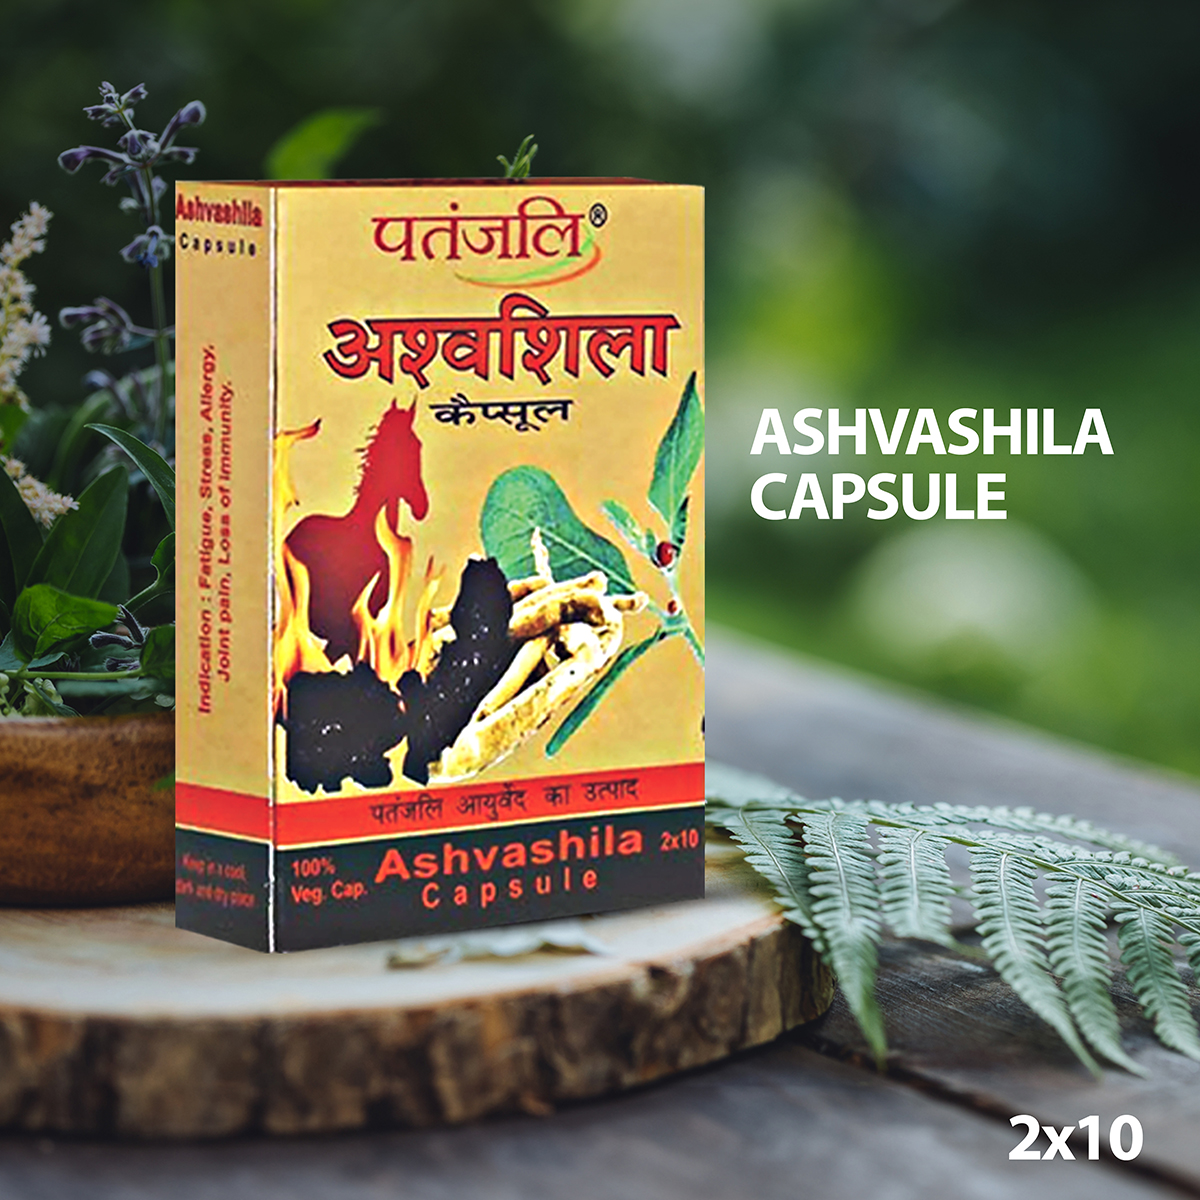 Ashvashila
Capsule
Indication : Fatigue, Stress, Allergy,
Joint pain, Loss of immunity.
Keep in a cool,
dark and dry place
पतंजलि®
अश्वशिला
कैप्सूल
पतंजलि आयुर्वेद का उत्पाद
100%
Veg. Cap.
Ashvashila 2x10
Capsule
ASHVASHILA
CAPSULE
2x10